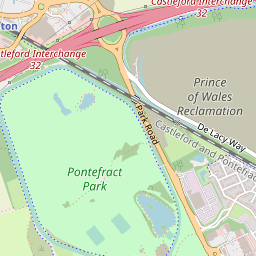 Castleford Interchange
32
ton
Castleford Interchange
32
Prince
of Wales
Reclamation
Park Road
De Lacy Way
Castleford and Pontefract
Pontefract
Park